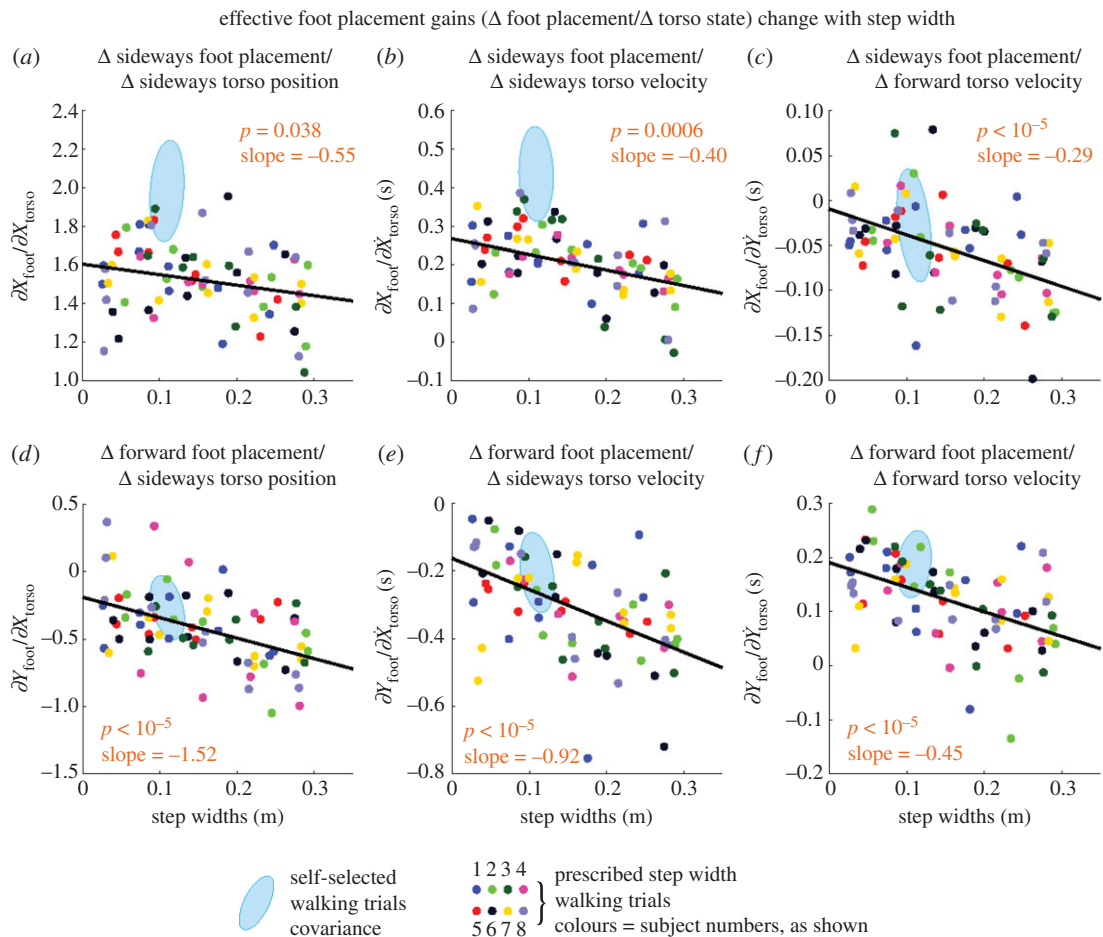 effective foot placement gains (Δ foot placement/Δ torso state) change with step width
(a) Δ sideways foot placement/
Δ sideways torso position
2.4
2.2
2.0
1.8
1.6
1.4
1.2
1.0
∂X_foot/∂X_torso
p = 0.038
slope = –0.55
0 0.1 0.2 0.3
(b) Δ sideways foot placement/
Δ sideways torso velocity
0.6
0.5
0.4
0.3
0.2
0.1
0
–0.1
∂X_foot/∂Ẋ_torso (s)
p = 0.0006
slope = –0.40
0 0.1 0.2 0.3
(c) Δ sideways foot placement/
Δ forward torso velocity
0.10
0.05
0
–0.05
–0.10
–0.15
–0.20
∂X_foot/∂Ẏ_torso (s)
p < 10⁻⁵
slope = –0.29
0 0.1 0.2 0.3
(d) Δ forward foot placement/
Δ sideways torso position
0.5
0
–0.5
–1.0
–1.5
∂Y_foot/∂X_torso
p < 10⁻⁵
slope = –1.52
0 0.1 0.2 0.3
step widths (m)
(e) Δ forward foot placement/
Δ sideways torso velocity
0
–0.2
–0.4
–0.6
–0.8
∂Y_foot/∂Ẋ_torso (s)
p < 10⁻⁵
slope = –0.92
0 0.1 0.2 0.3
step widths (m)
(f) Δ forward foot placement/
Δ forward torso velocity
0.3
0.2
0.1
0
–0.1
–0.2
∂Y_foot/∂Ẏ_torso (s)
p < 10⁻⁵
slope = –0.45
0 0.1 0.2 0.3
step widths (m)
self-selected
walking trials
covariance
1 2 3 4
5 6 7 8
prescribed step width
walking trials
colours = subject numbers, as shown